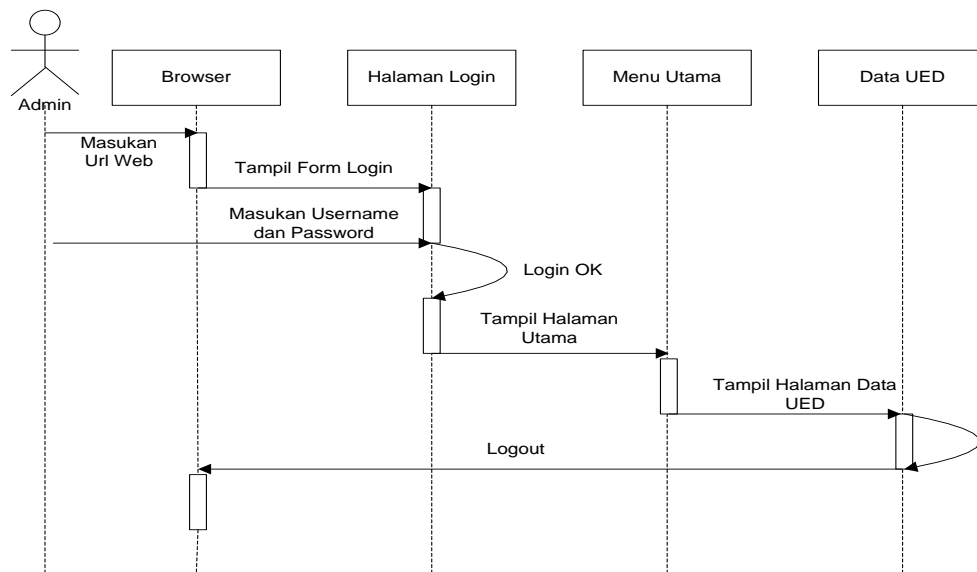 Browser
Halaman Login
Menu Utama
Data UED
Admin
Masukan
Url Web
Tampil Form Login
Masukan Username
dan Password
Login OK
Tampil Halaman
Utama
Tampil Halaman Data
UED
Logout